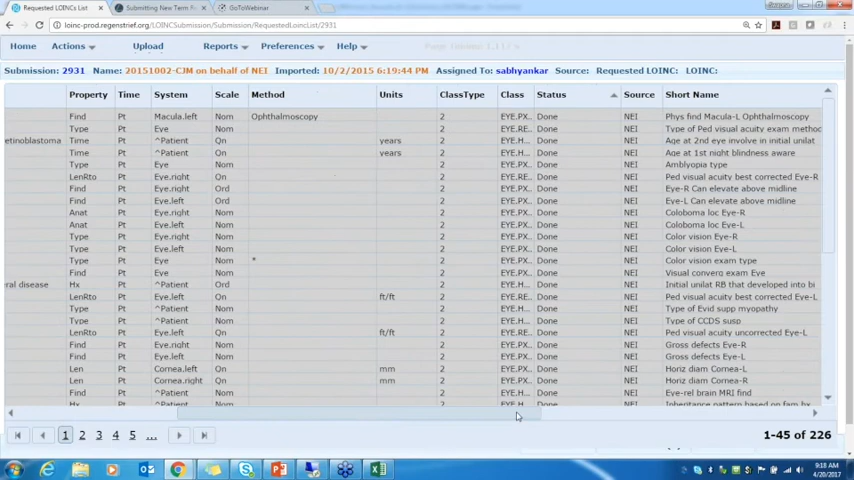 Requested LOINCs List
Submitting New Term R
GoToWebinar
loinc-prod.regenstrief.org/LOINCSubmission/Submission/RequestedLoincList/2931
Home Actions Upload Reports Preferences Help
Submission: 2931 Name: 20151002-CJM on behalf of NEI Imported: 10/2/2015 6:19:44 PM Assigned To: sabhyankar Source: Requested LOINC: LOINC:
Property Time System Scale Method Units ClassType Class Status Source Short Name
Find Pt Macula.left Nom Ophthalmoscopy 2 EYE.PX... Done NEI Phys find Macula-L Ophthalmoscopy
Type Pt Eye Nom 2 EYE.RE... Done NEI Type of Ped visual acuity exam method
retinoblastoma Time Pt ^Patient Qn years 2 EYE.H... Done NEI Age at 2nd eye involve in initial unilat
Time Pt ^Patient Qn years 2 EYE.H... Done NEI Age at 1st night blindness aware
Type Pt Eye Nom 2 EYE.PX... Done NEI Amblyopia type
LenRto Pt Eye.right Qn 2 EYE.RE... Done NEI Ped visual acuity best corrected Eye-R
Find Pt Eye.right Ord 2 EYE.PX... Done NEI Eye-R Can elevate above midline
Find Pt Eye.left Ord 2 EYE.PX... Done NEI Eye-L Can elevate above midline
Anat Pt Eye.right Nom 2 EYE.PX... Done NEI Coloboma loc Eye-R
Anat Pt Eye.left Nom 2 EYE.PX... Done NEI Coloboma loc Eye-L
Type Pt Eye.right Nom 2 EYE.PX... Done NEI Color vision Eye-R
Type Pt Eye.left Nom 2 EYE.PX... Done NEI Color vision Eye-L
Type Pt Eye Nom * 2 EYE.PX... Done NEI Color vision exam type
Find Pt Eye Nom 2 EYE.PX... Done NEI Visual converg exam Eye
eral disease Hx Pt ^Patient Ord 2 EYE.H... Done NEI Initial unilat RB that developed into bi
LenRto Pt Eye.left Qn ft/ft 2 EYE.RE... Done NEI Ped visual acuity best corrected Eye-L
Type Pt ^Patient Nom 2 EYE.H... Done NEI Type of Evid supp myopathy
Type Pt ^Patient Nom 2 EYE.H... Done NEI Type of CCDS susp
LenRto Pt Eye.left Qn ft/ft 2 EYE.RE... Done NEI Ped visual acuity uncorrected Eye-L
Find Pt Eye.right Nom 2 EYE.PX... Done NEI Gross defects Eye-R
Find Pt Eye.left Nom 2 EYE.PX... Done NEI Gross defects Eye-L
Len Pt Cornea.left Qn mm 2 EYE.PX... Done NEI Horiz diam Cornea-L
Len Pt Cornea.right Qn mm 2 EYE.PX... Done NEI Horiz diam Cornea-R
Find Pt ^Patient Nom 2 EYE.H... Done NEI Eye-rel brain MRI find
Hx Pt ^Patient Nom 2 EYE.H... Done NEI Inheritance pattern based on fam hx
1 2 3 4 5 ... 1-45 of 226
9:18 AM
4/20/2017